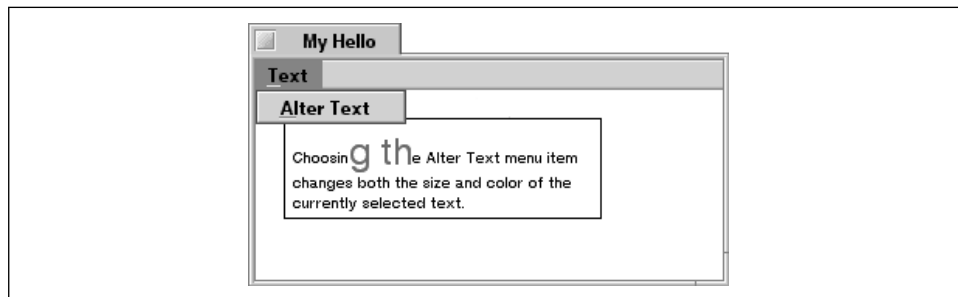 My Hello
Text
Alter Text
Choosing the Alter Text menu item
changes both the size and color of the
currently selected text.